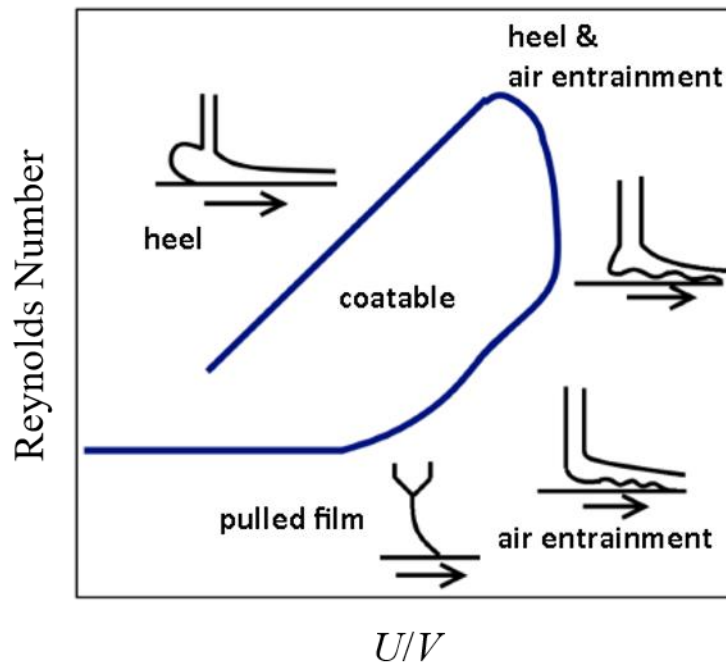 heel &
air entrainment
heel
coatable
pulled film
air entrainment
Reynolds Number
U/V